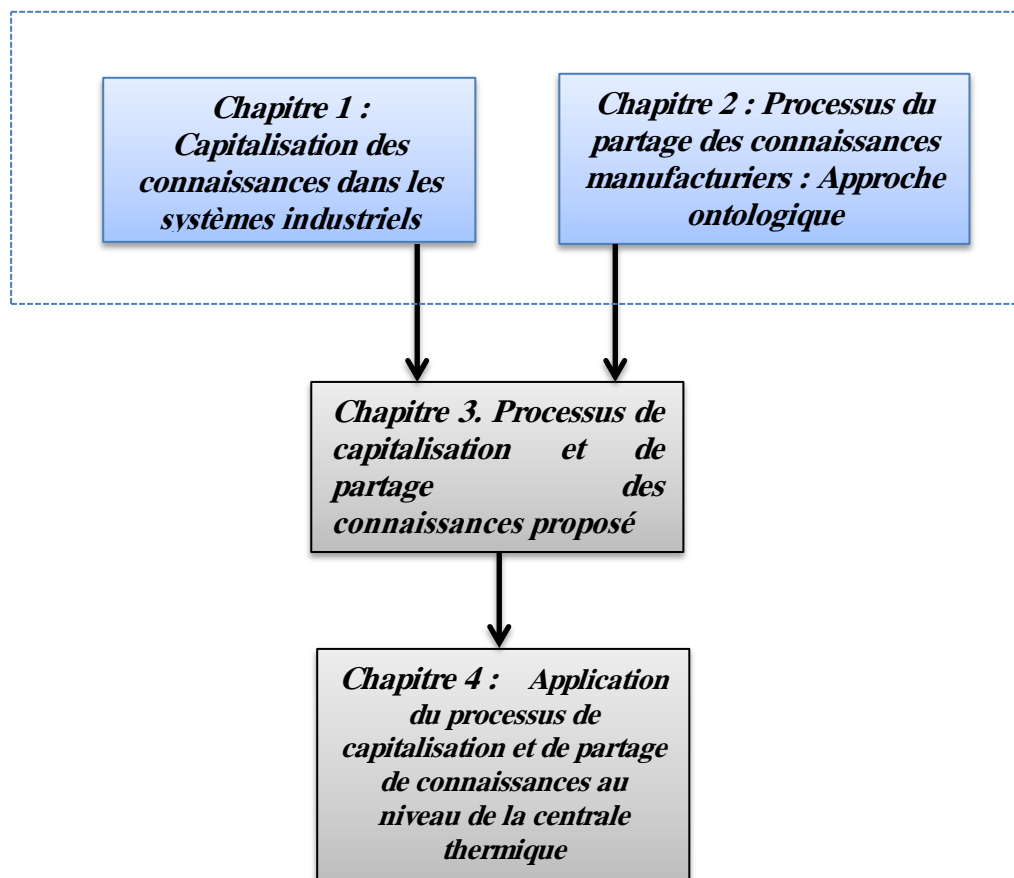 Chapitre 1 :
Capitalisation des
connaissances dans les
systèmes industriels
Chapitre 2 : Processus du
partage des connaissances
manufacturiers : Approche
ontologique
Chapitre 3. Processus de
capitalisation et de
partage des
connaissances proposé
Chapitre 4 : Application
du processus de
capitalisation et de partage
de connaissances au
niveau de la centrale
thermique